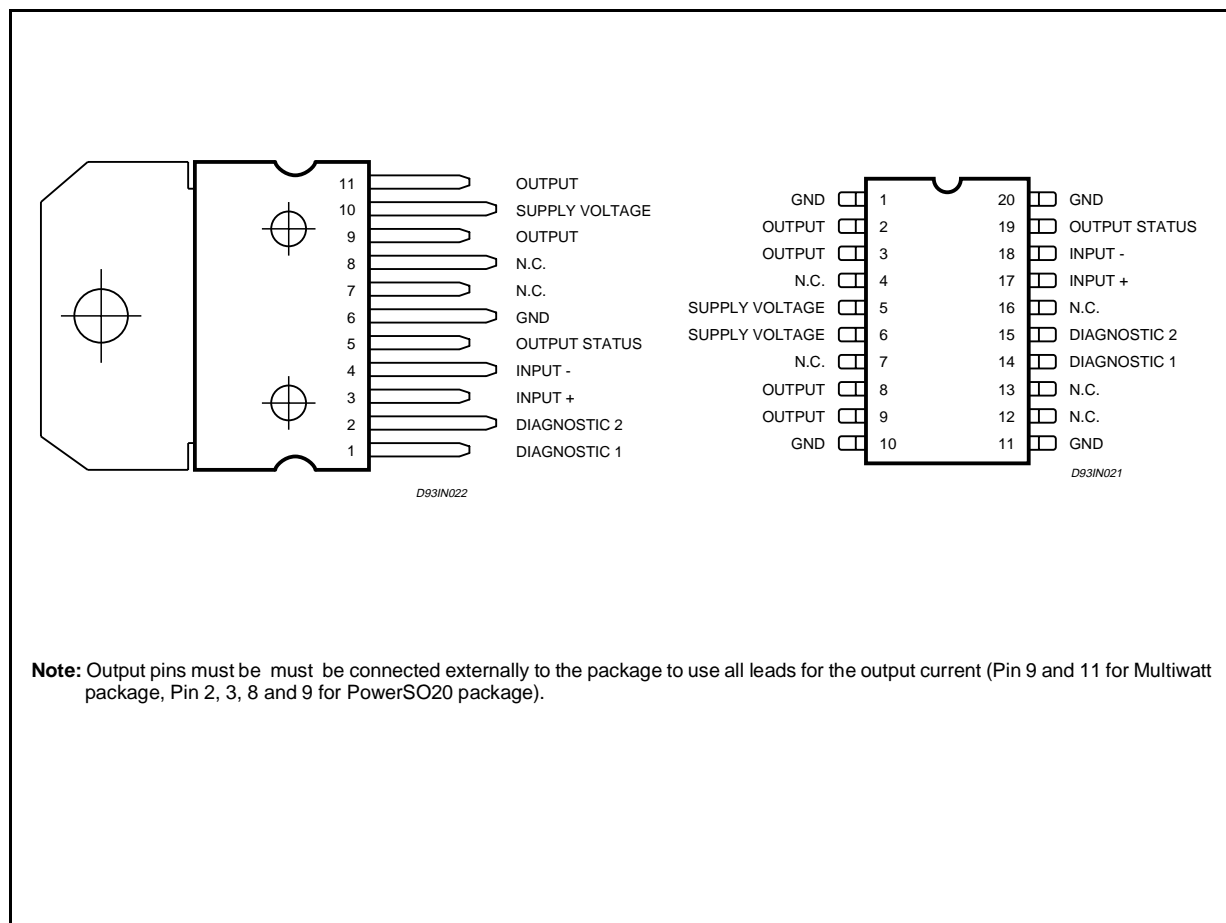 11 OUTPUT
10 SUPPLY VOLTAGE
9 OUTPUT
8 N.C.
7 N.C.
6 GND
5 OUTPUT STATUS
4 INPUT -
3 INPUT +
2 DIAGNOSTIC 2
1 DIAGNOSTIC 1
D93IN022
GND 1 20 GND
OUTPUT 2 19 OUTPUT STATUS
OUTPUT 3 18 INPUT -
N.C. 4 17 INPUT +
SUPPLY VOLTAGE 5 16 N.C.
SUPPLY VOLTAGE 6 15 DIAGNOSTIC 2
N.C. 7 14 DIAGNOSTIC 1
OUTPUT 8 13 N.C.
OUTPUT 9 12 N.C.
GND 10 11 GND
D93IN021
Note: Output pins must be must be connected externally to the package to use all leads for the output current (Pin 9 and 11 for Multiwatt
package, Pin 2, 3, 8 and 9 for PowerSO20 package).